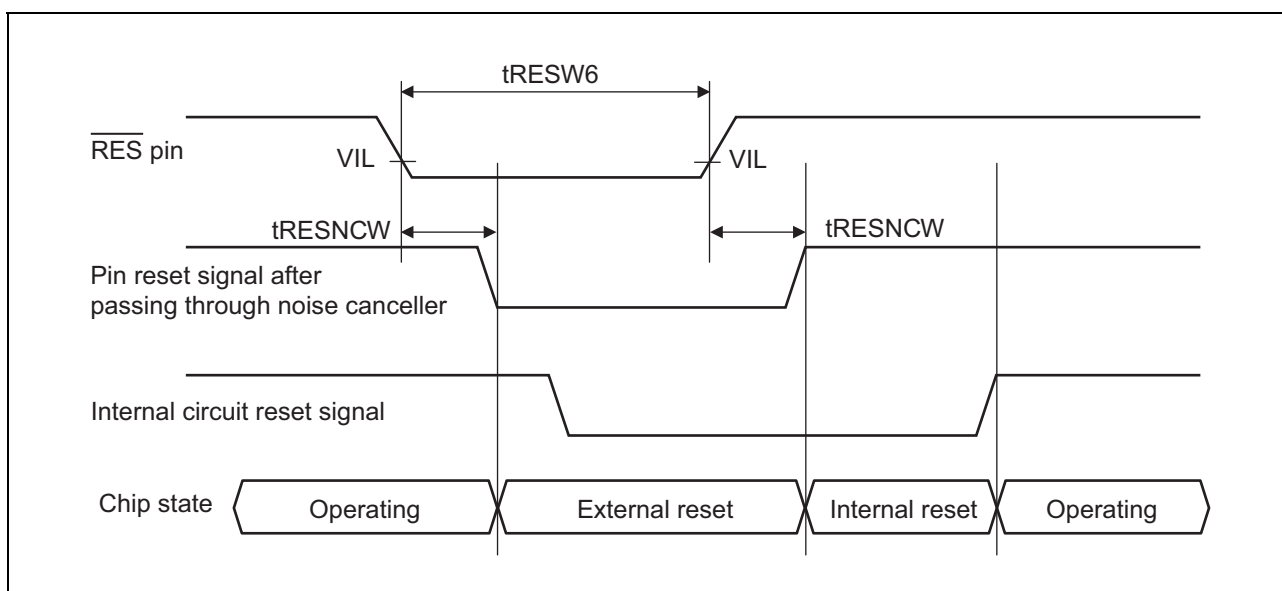 tRESW6
RES pin
VIL
VIL
tRESNCW
tRESNCW
Pin reset signal after
passing through noise canceller
Internal circuit reset signal
Chip state
Operating
External reset
Internal reset
Operating